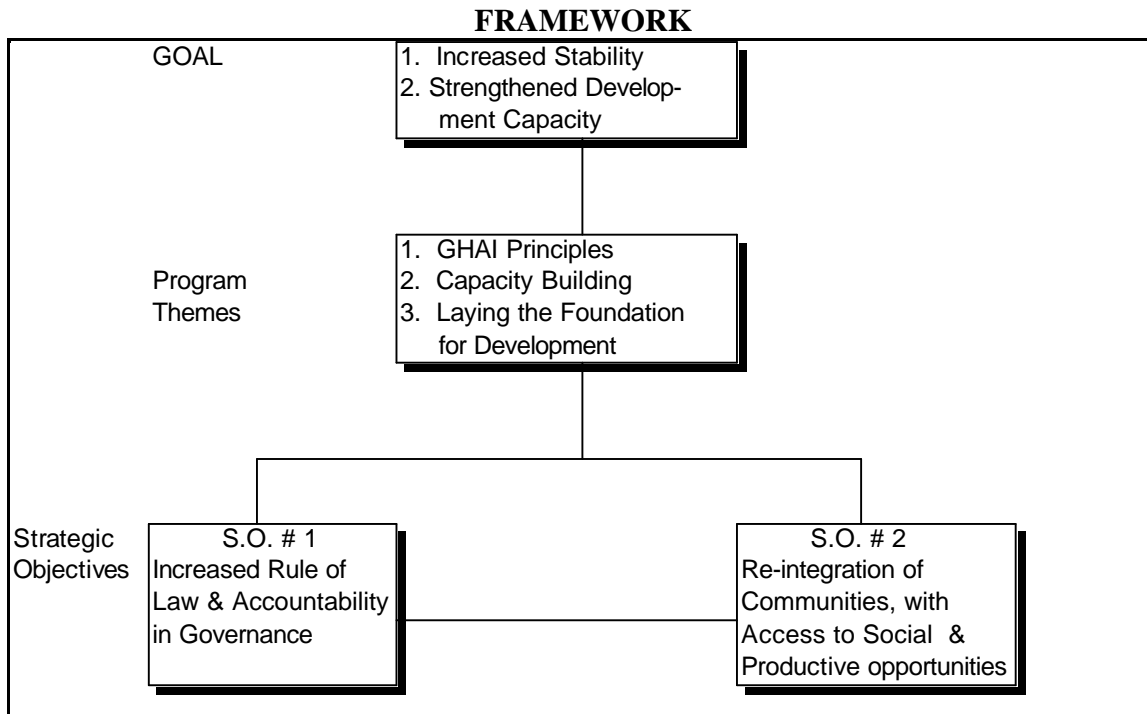 FRAMEWORK
GOAL
1. Increased Stability
2. Strengthened Develop-
ment Capacity
Program
Themes
1. GHAI Principles
2. Capacity Building
3. Laying the Foundation
for Development
Strategic
Objectives
S.O. # 1
Increased Rule of
Law & Accountability
in Governance
S.O. # 2
Re-integration of
Communities, with
Access to Social &
Productive opportunities